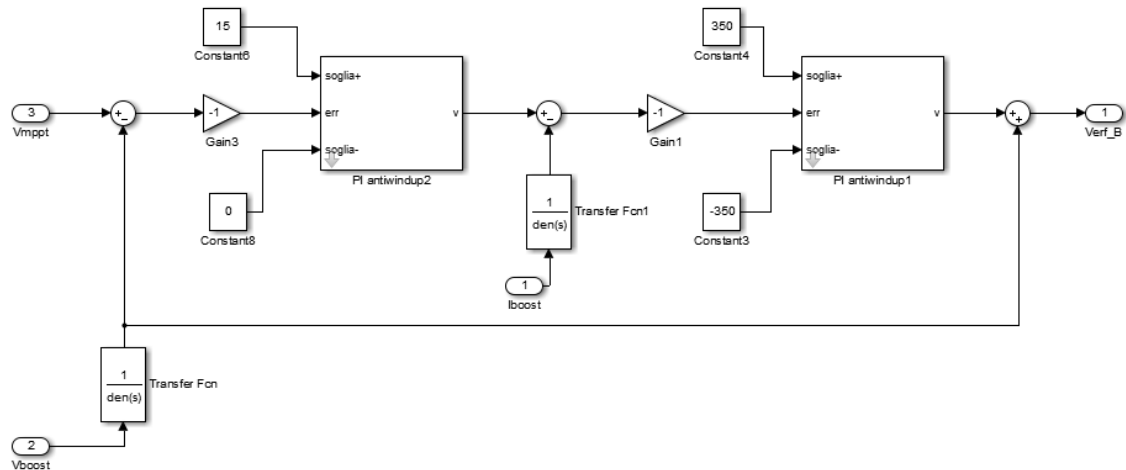 15
Constant6
350
Constant4
soglia+
err
soglia-
v
PI antiwindup2
soglia+
err
soglia-
v
PI antiwindup1
3
Vmppt
+
-
-1
Gain3
+
-
-1
Gain1
+
+
1
Verf_B
0
Constant8
1
den(s)
Transfer Fcn1
-350
Constant3
1
Iboost
1
den(s)
Transfer Fcn
2
Vboost